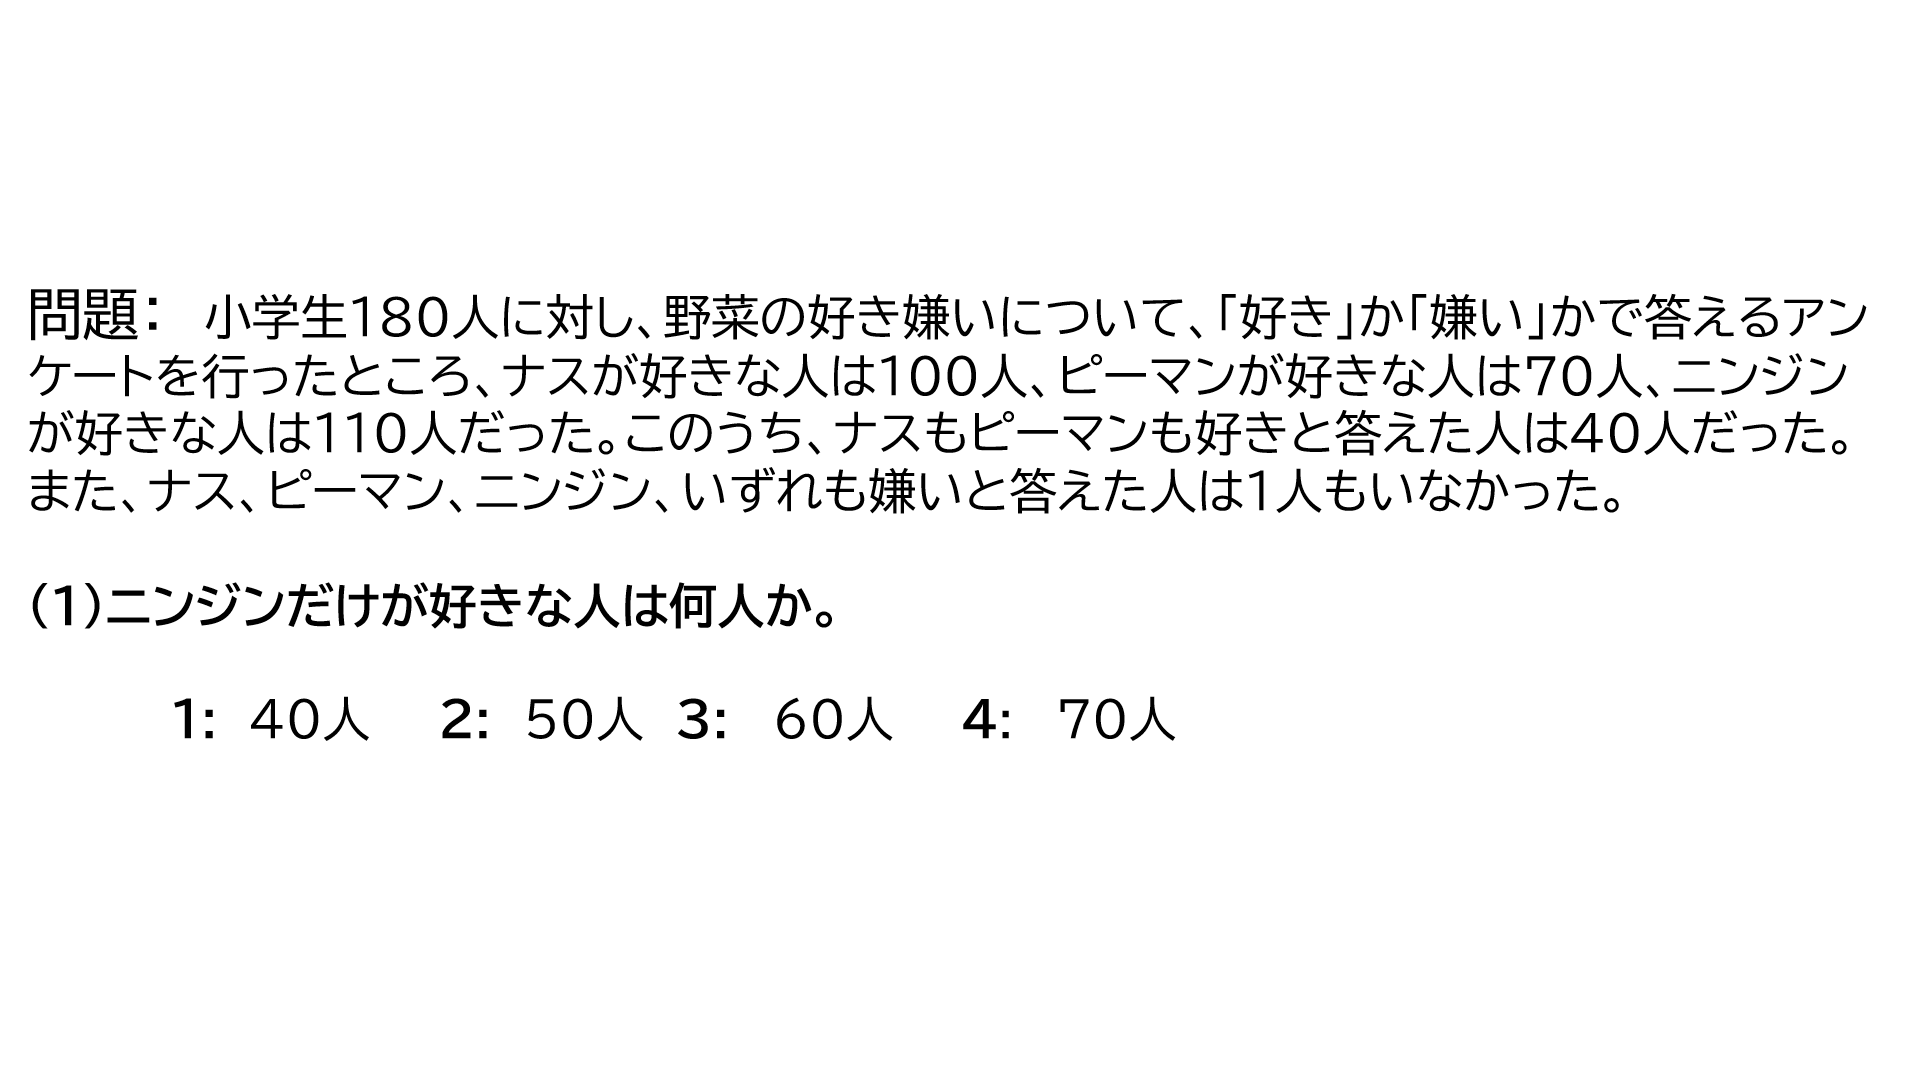 問題： 小学生180人に対し、野菜の好き嫌いについて、「好き」か「嫌い」かで答えるアン
ケートを行ったところ、ナスが好きな人は100人、ピーマンが好きな人は70人、ニンジン
が好きな人は110人だった。このうち、ナスもピーマンも好きと答えた人は40人だった。
また、ナス、ピーマン、ニンジン、いずれも嫌いと答えた人は1人もいなかった。
（1）ニンジンだけが好きな人は何人か。
1: 40人 2: 50人 3: 60人 4: 70人